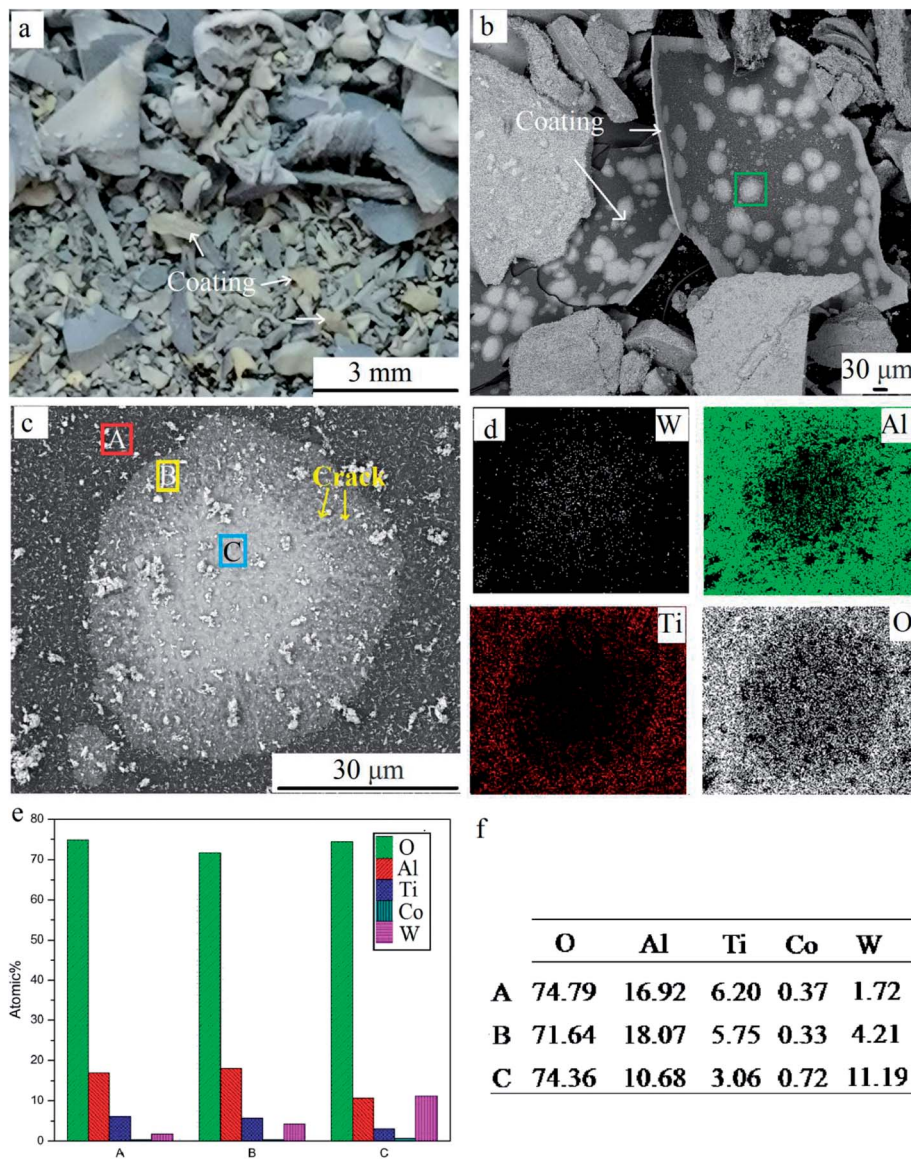 a
Coating
3 mm
b
Coating
30 μm
c
A
B
C
Crack
30 μm
d
W
Al
Ti
O
e
80
70
60
50
40
30
20
10
0
Atomic%
O
Al
Ti
Co
W
A B C
f
O Al Ti Co W
A 74.79 16.92 6.20 0.37 1.72
B 71.64 18.07 5.75 0.33 4.21
C 74.36 10.68 3.06 0.72 11.19